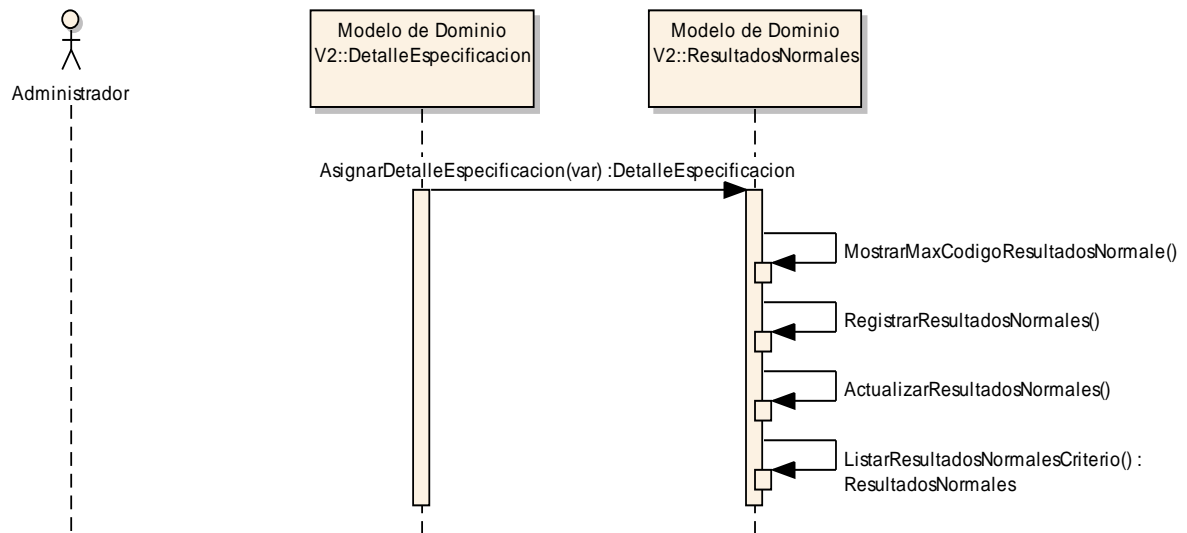 Administrador
Modelo de Dominio
V2::DetalleEspecificacion
Modelo de Dominio
V2::ResultadosNormales
AsignarDetalleEspecificacion(var) :DetalleEspecificacion
MostrarMaxCodigoResultadosNormale()
RegistrarResultadosNormales()
ActualizarResultadosNormales()
ListarResultadosNormalesCriterio() :
ResultadosNormales